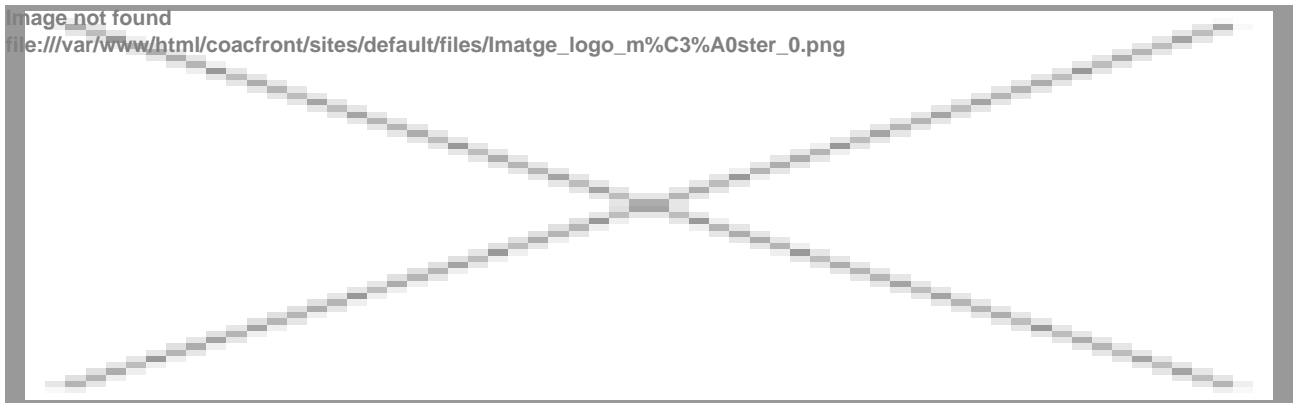 Image not found
file:///var/www/html/coacfront/sites/default/files/Imatge_logo_m%C3%A0ster_0.png